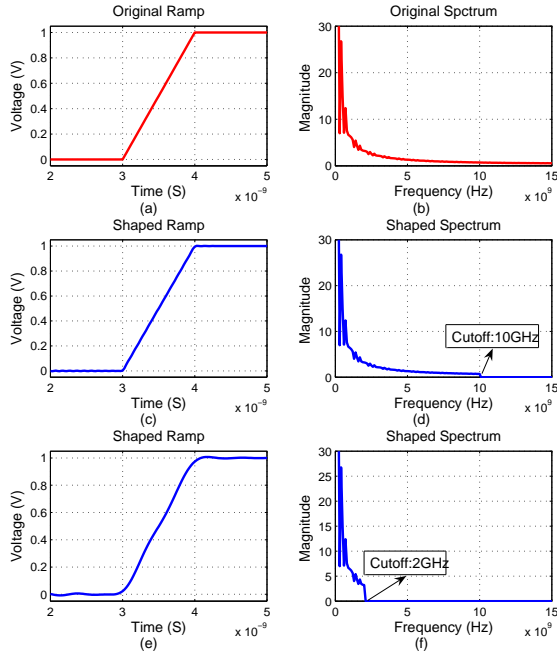 Original Ramp
Voltage (V)
1
0.8
0.6
0.4
0.2
0
2
3
4
5
Time (S)
x 10⁻⁹
(a)
Original Spctrum
Magnitude
30
20
10
0
0
5
10
15
Frequency (Hz)
x 10⁹
(b)
Shaped Ramp
Voltage (V)
1
0.8
0.6
0.4
0.2
0
2
3
4
5
Time (S)
x 10⁻⁹
(c)
Shaped Spectrum
Magnitude
30
20
10
0
Cutoff:10GHz
0
5
10
15
Frequency (Hz)
x 10⁹
(d)
Shaped Ramp
Voltage (V)
1
0.8
0.6
0.4
0.2
0
2
3
4
5
Time (S)
x 10⁻⁹
(e)
Shaped Spectrum
Magnitude
30
25
20
15
10
5
0
Cutoff:2GHz
0
5
10
15
Frequency (Hz)
x 10⁹
(f)